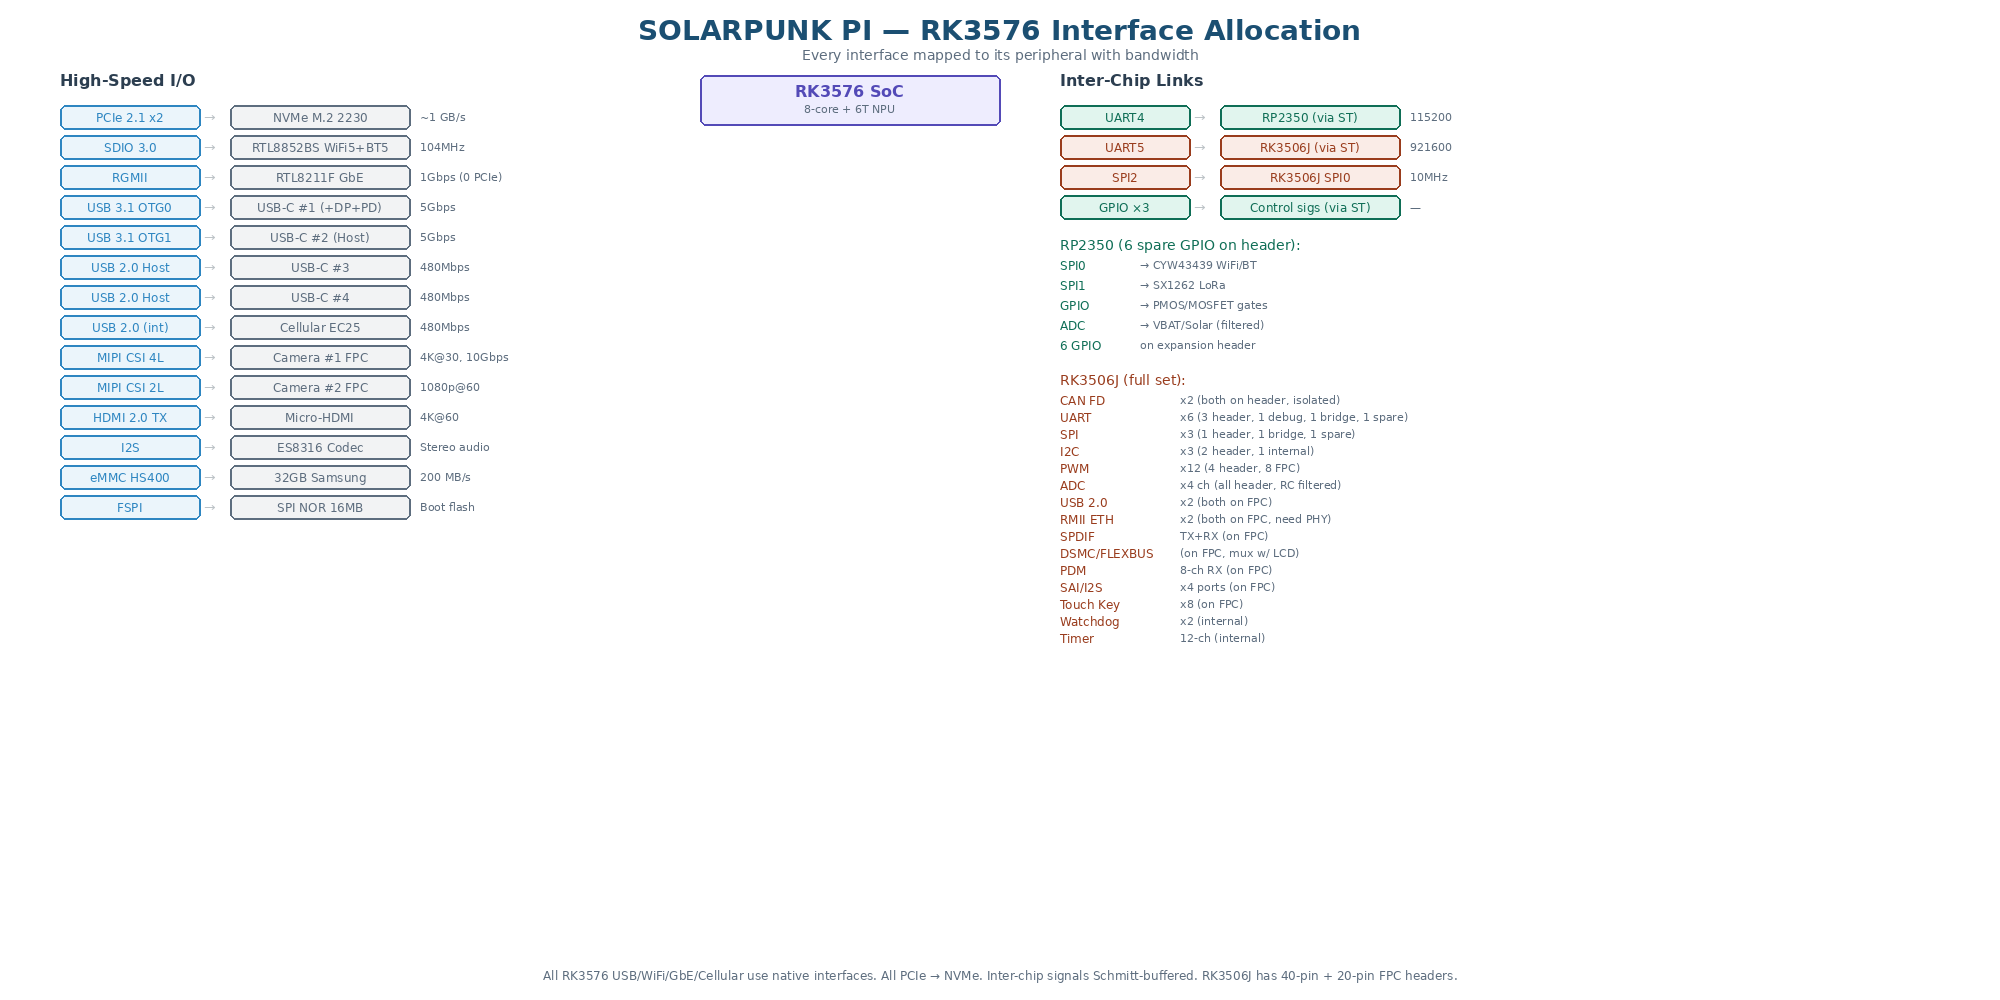 SOLARPUNK PI — RK3576 Interface Allocation
Every interface mapped to its peripheral with bandwidth
High-Speed I/O
PCIe 2.1 x2 → NVMe M.2 2230 ~1 GB/s
SDIO 3.0 → RTL8852BS WiFi5+BT5 104MHz
RGMII → RTL8211F GbE 1Gbps (0 PCIe)
USB 3.1 OTG0 → USB-C #1 (+DP+PD) 5Gbps
USB 3.1 OTG1 → USB-C #2 (Host) 5Gbps
USB 2.0 Host → USB-C #3 480Mbps
USB 2.0 Host → USB-C #4 480Mbps
USB 2.0 (int) → Cellular EC25 480Mbps
MIPI CSI 4L → Camera #1 FPC 4K@30, 10Gbps
MIPI CSI 2L → Camera #2 FPC 1080p@60
HDMI 2.0 TX → Micro-HDMI 4K@60
I2S → ES8316 Codec Stereo audio
eMMC HS400 → 32GB Samsung 200 MB/s
FSPI → SPI NOR 16MB Boot flash
RK3576 SoC
8-core + 6T NPU
Inter-Chip Links
UART4 → RP2350 (via ST) 115200
UART5 → RK3506J (via ST) 921600
SPI2 → RK3506J SPI0 10MHz
GPIO ×3 → Control sigs (via ST) —
RP2350 (6 spare GPIO on header):
SPI0 → CYW43439 WiFi/BT
SPI1 → SX1262 LoRa
GPIO → PMOS/MOSFET gates
ADC → VBAT/Solar (filtered)
6 GPIO on expansion header
RK3506J (full set):
CAN FD x2 (both on header, isolated)
UART x6 (3 header, 1 debug, 1 bridge, 1 spare)
SPI x3 (1 header, 1 bridge, 1 spare)
I2C x3 (2 header, 1 internal)
PWM x12 (4 header, 8 FPC)
ADC x4 ch (all header, RC filtered)
USB 2.0 x2 (both on FPC)
RMII ETH x2 (both on FPC, need PHY)
SPDIF TX+RX (on FPC)
DSMC/FLEXBUS (on FPC, mux w/ LCD)
PDM 8-ch RX (on FPC)
SAI/I2S x4 ports (on FPC)
Touch Key x8 (on FPC)
Watchdog x2 (internal)
Timer 12-ch (internal)
All RK3576 USB/WiFi/GbE/Cellular use native interfaces. All PCIe → NVMe. Inter-chip signals Schmitt-buffered. RK3506J has 40-pin + 20-pin FPC headers.